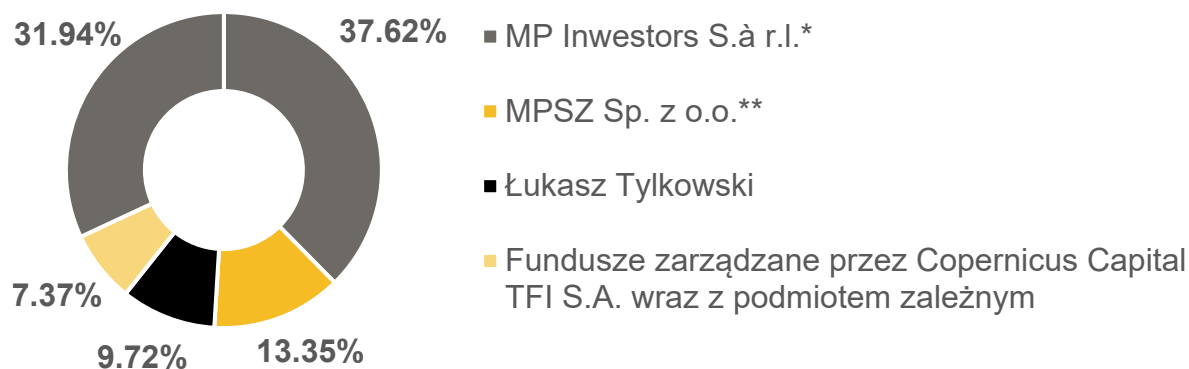 31.94%
37.62%
7.37%
9.72%
13.35%
MP Inwestors S.à r.l.*
MPSZ Sp. z o.o.**
Łukasz Tylkowski
Fundusze zarządzane przez Copernicus Capital
TFI S.A. wraz z podmiotem zależnym